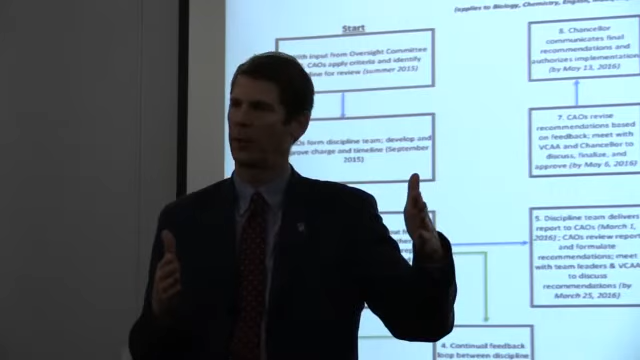 (applies to Biology, Chemistry, English,
Start
with input from Oversight Committee
CAOs apply criteria and identify
for review (summer 2015)
CAOs form discipline team; develop and
charge and timeline (September
2015)
5. Discipline team delivers
report to CAOs (March 1,
2016); CAOs review report
and formulate
recommendations; meet
with team leaders & VCAA
to discuss
recommendations (by
March 25, 2016)
4. Continual feedback
loop between discipline
7. CAOs revise
recommendations based
on feedback; meet with
VCAA and Chancellor to
discuss, finalize, and
approve (by May 6, 2016)
8. Chancellor
communicates final
recommendations and
authorizes implementation
(by May 13, 2016)